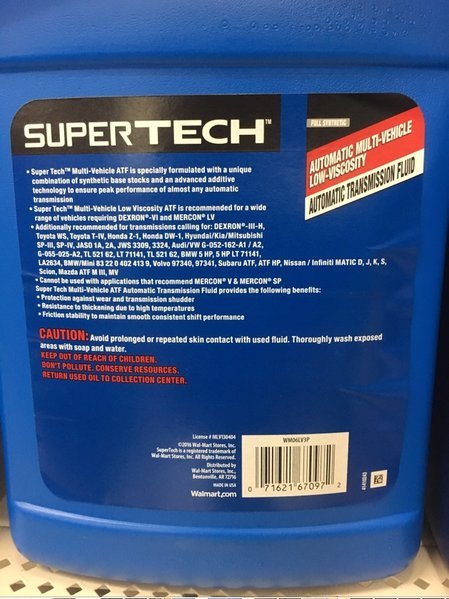 SUPERTECH™
FULL SYNTHETIC
AUTOMATIC MULTI-VEHICLE
LOW-VISCOSITY
AUTOMATIC TRANSMISSION FLUID
• Super Tech™ Multi-Vehicle ATF is specially formulated with a unique
combination of synthetic base stocks and an advanced additive
technology to ensure peak performance of almost any automatic
transmission
• Super Tech™ Multi-Vehicle Low Viscosity ATF is recommended for a wide
range of vehicles requiring DEXRON®-VI and MERCON® LV
• Additionally recommended for transmissions calling for: DEXRON®-III-H,
Toyota WS, Toyota T-IV, Honda Z-1, Honda DW-1, Hyundai/Kia/Mitsubishi
SP-III, SP-IV, JASO 1A, 2A, JWS 3309, 3324, Audi/VW G-052-162-A1 / A2,
G-055-025-A2, TL 521 62, LT 71141, TL 521 62, BMW 5 HP, 5 HP LT 71141,
LA2634, BMW/Mini 83 22 0 402 413 9, Volvo 97340, 97341, Subaru ATF, ATF HP, Nissan / Infiniti MATIC D, J, K, S,
Scion, Mazda ATF M III, MV
• Cannot be used with applications that recommend MERCON® V & MERCON® SP
Super Tech Multi-Vehicle ATF Automatic Transmission Fluid provides the following benefits:
• Protection against wear and transmission shudder
• Resistance to thickening due to high temperatures
• Friction stability to maintain smooth consistent shift performance
CAUTION: Avoid prolonged or repeated skin contact with used fluid. Thoroughly wash exposed
areas with soap and water.
KEEP OUT OF REACH OF CHILDREN.
DON'T POLLUTE. CONSERVE RESOURCES.
RETURN USED OIL TO COLLECTION CENTER.
License # MLV130404
©2016 Wal-Mart Stores, Inc.
SuperTech is a registered trademark of
Wal-Mart Stores, Inc. All Rights Reserved.
Distributed by
Wal-Mart Stores, Inc.,
Bentonville, AR 72716
MADE IN USA
Walmart.com
WM06LV3P
0 71621 67097 2